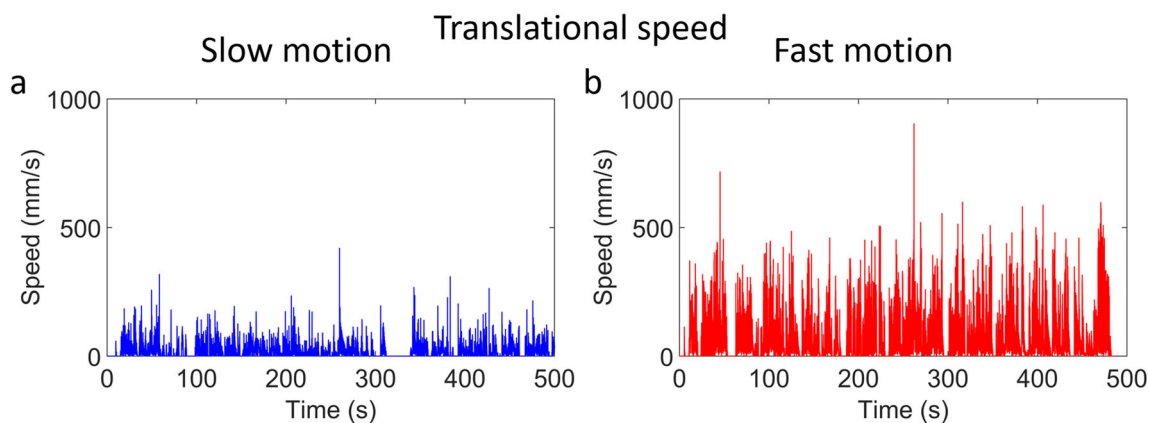 Translational speed
Slow motion
Fast motion
a
1000
500
0
Speed (mm/s)
0 100 200 300 400 500
Time (s)
b
1000
500
0
Speed (mm/s)
0 100 200 300 400 500
Time (s)